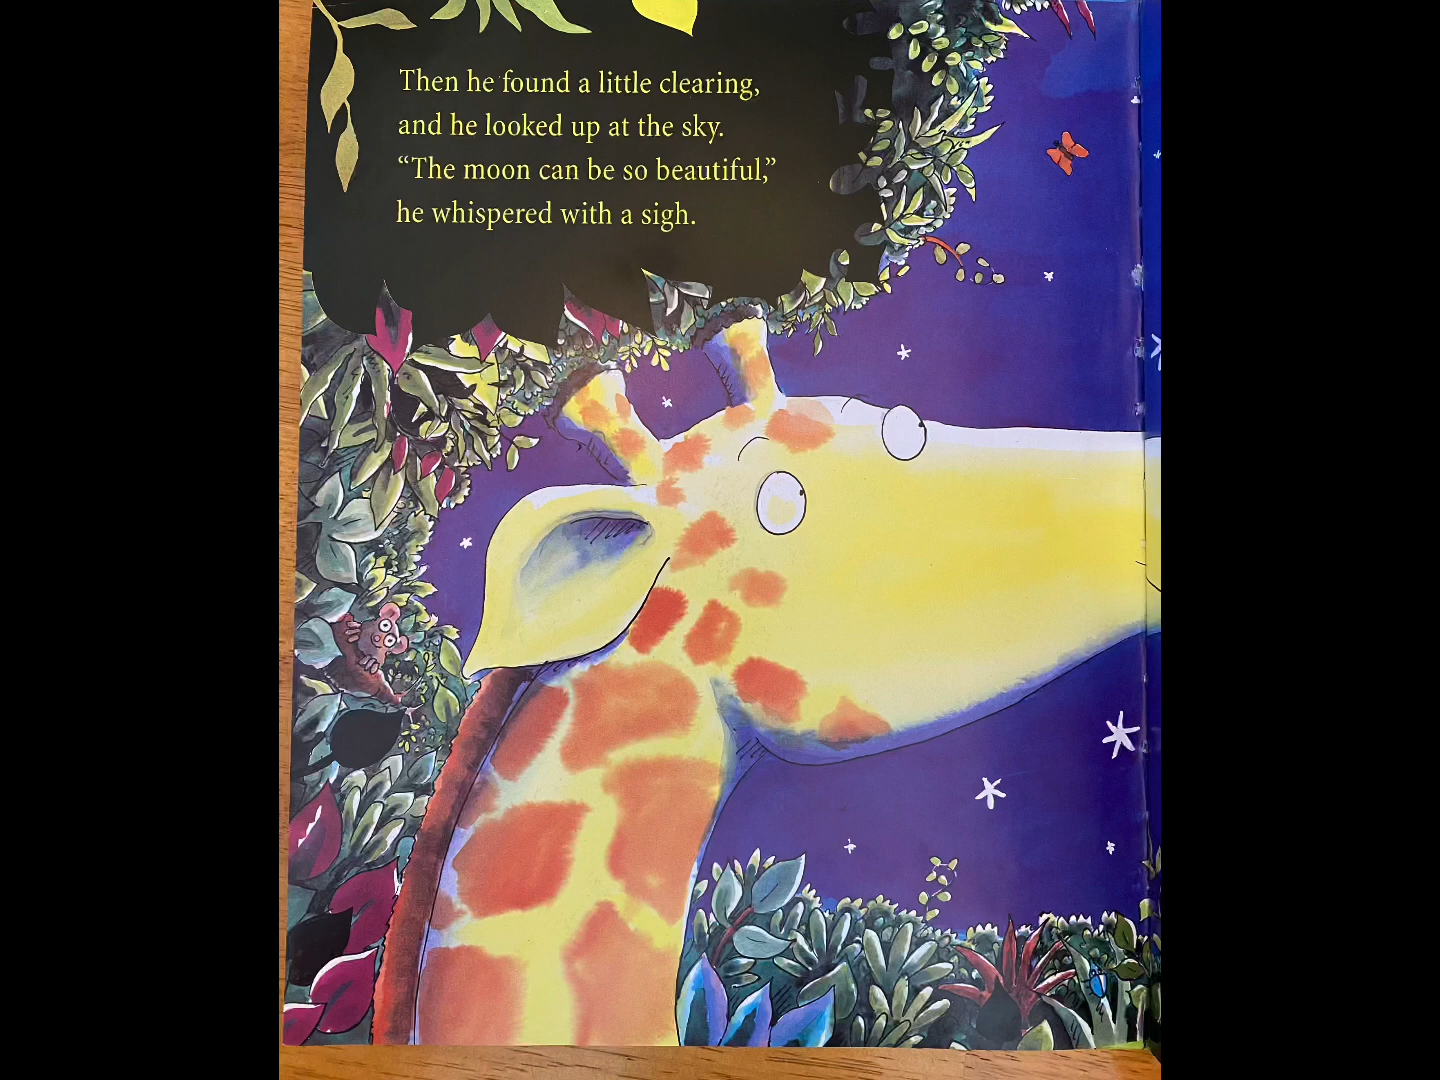 Then he found a little clearing,
and he looked up at the sky.
“The moon can be so beautiful,”
he whispered with a sigh.